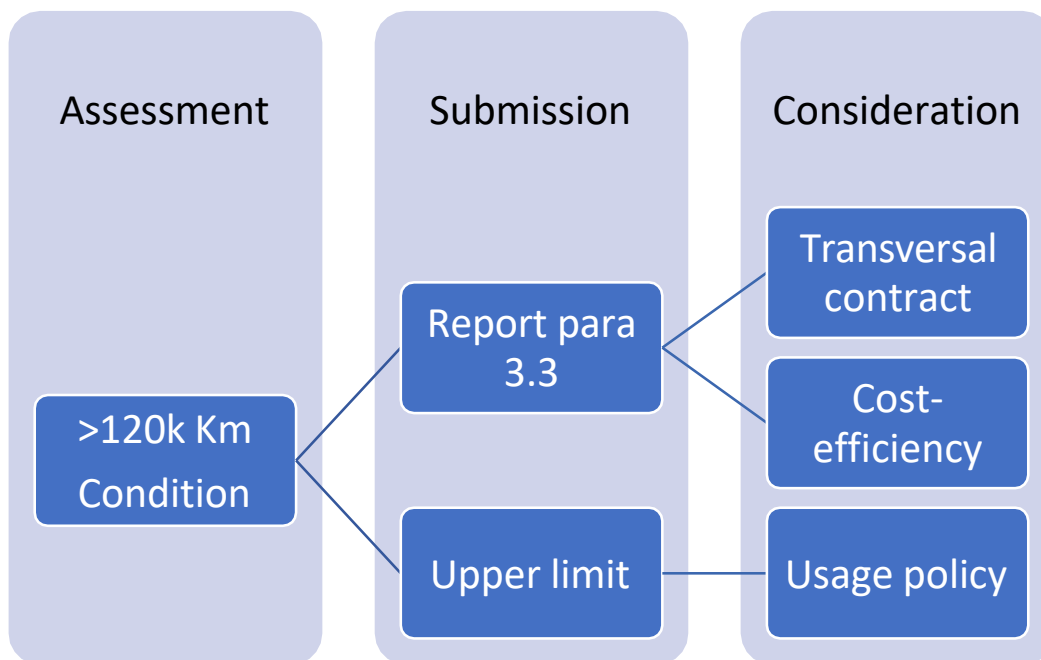 Assessment
Submission
Consideration
>120k Km
Condition
Report para
3.3
Upper limit
Transversal
contract
Cost-
efficiency
Usage policy